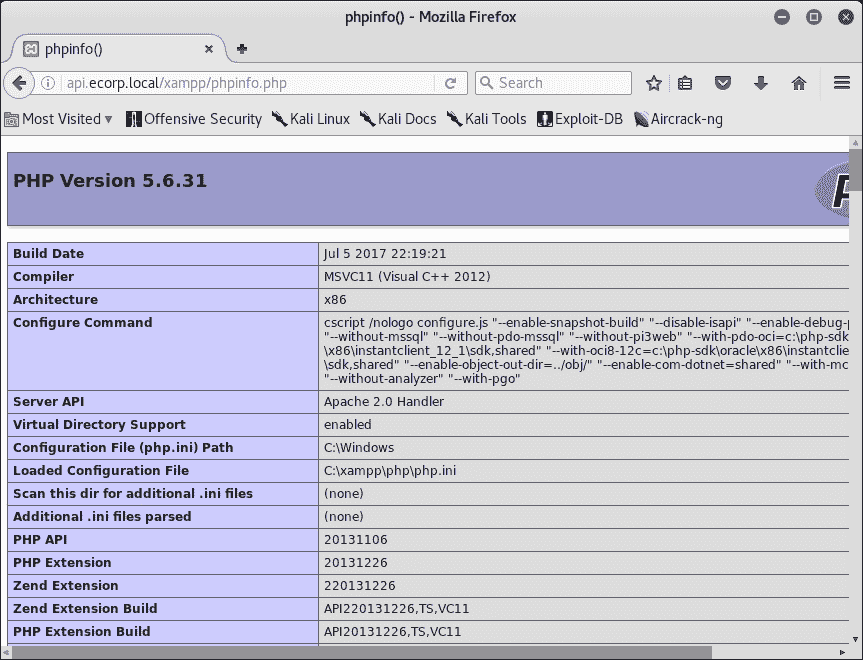 phpinfo() - Mozilla Firefox
phpinfo()
api.ecorp.local/xampp/phpinfo.php
Search
Most Visited
Offensive Security
Kali Linux
Kali Docs
Kali Tools
Exploit-DB
Aircrack-ng
PHP Version 5.6.31
Build Date Jul 5 2017 22:19:21
Compiler MSVC11 (Visual C++ 2012)
Architecture x86
Configure Command cscript /nologo configure.js "--enable-snapshot-build" "--disable-isapi" "--enable-debug-p
"--without-mssql" "--without-pdo-mssql" "--without-pi3web" "--with-pdo-oci=c:\php-sdk
\x86\instantclient_12_1\sdk,shared" "--with-oci8-12c=c:\php-sdk\oracle\x86\instantclie
\sdk,shared" "--enable-object-out-dir=../obj/" "--enable-com-dotnet=shared" "--with-mc
"--without-analyzer" "--with-pgo"
Server API Apache 2.0 Handler
Virtual Directory Support enabled
Configuration File (php.ini) Path C:\Windows
Loaded Configuration File C:\xampp\php\php.ini
Scan this dir for additional .ini files (none)
Additional .ini files parsed (none)
PHP API 20131106
PHP Extension 20131226
Zend Extension 220131226
Zend Extension Build API220131226,TS,VC11
PHP Extension Build API20131226,TS,VC11